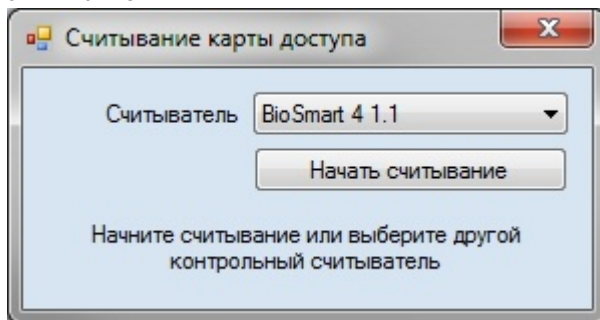 Считывание карты доступа
Считыватель BioSmart 4 1.1
Начать считывание
Начните считывание или выберите другой
контрольный считыватель